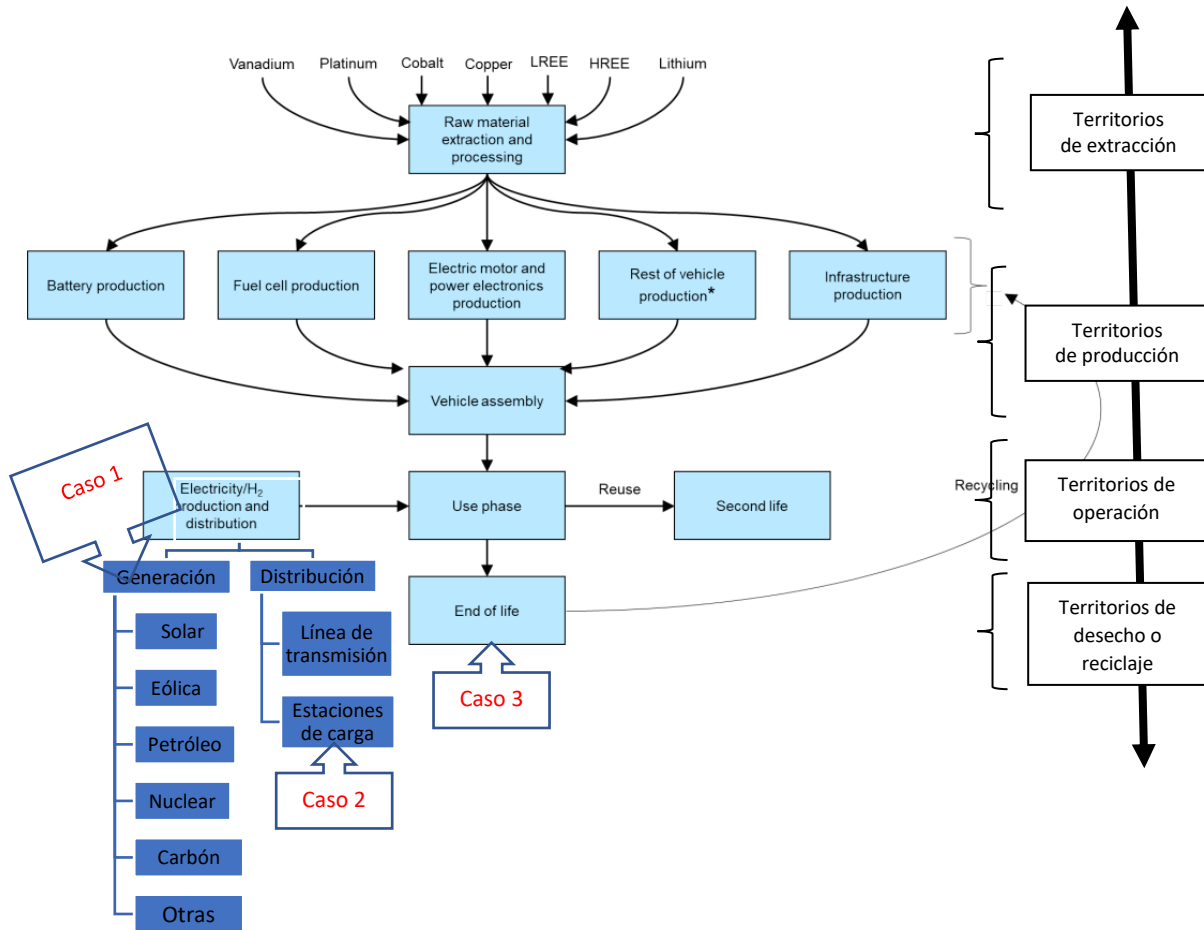 Vanadium
Platinum
Cobalt
Copper
LREE
HREE
Lithium
Raw material
extraction and
processing
Territorios
de extracción
Battery production
Fuel cell production
Electric motor and
power electronics
production
Rest of vehicle
production*
Infrastructure
production
Territorios
de producción
Vehicle assembly
Caso 1
Electricity/H₂
production and
distribution
Use phase
Reuse
Second life
Recycling
Territorios de
operación
Generación
Distribución
End of life
Territorios de
desecho o
reciclaje
Solar
Eólica
Petróleo
Nuclear
Carbón
Otras
Línea de
transmisión
Estaciones
de carga
Caso 2
Caso 3